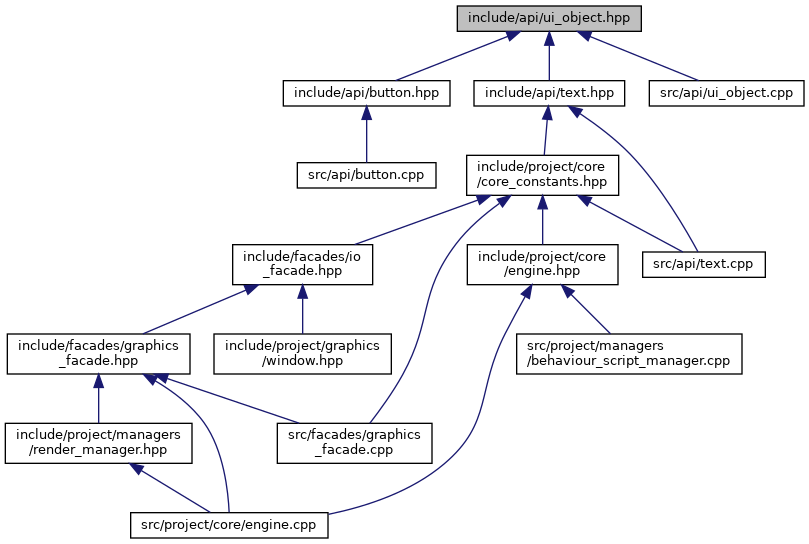 include/api/ui_object.hpp
include/api/button.hpp
include/api/text.hpp
src/api/ui_object.cpp
src/api/button.cpp
include/project/core
/core_constants.hpp
include/facades/io
_facade.hpp
include/project/core
/engine.hpp
src/api/text.cpp
include/facades/graphics
_facade.hpp
include/project/graphics
/window.hpp
src/project/managers
/behaviour_script_manager.cpp
include/project/managers
/render_manager.hpp
src/facades/graphics
_facade.cpp
src/project/core/engine.cpp